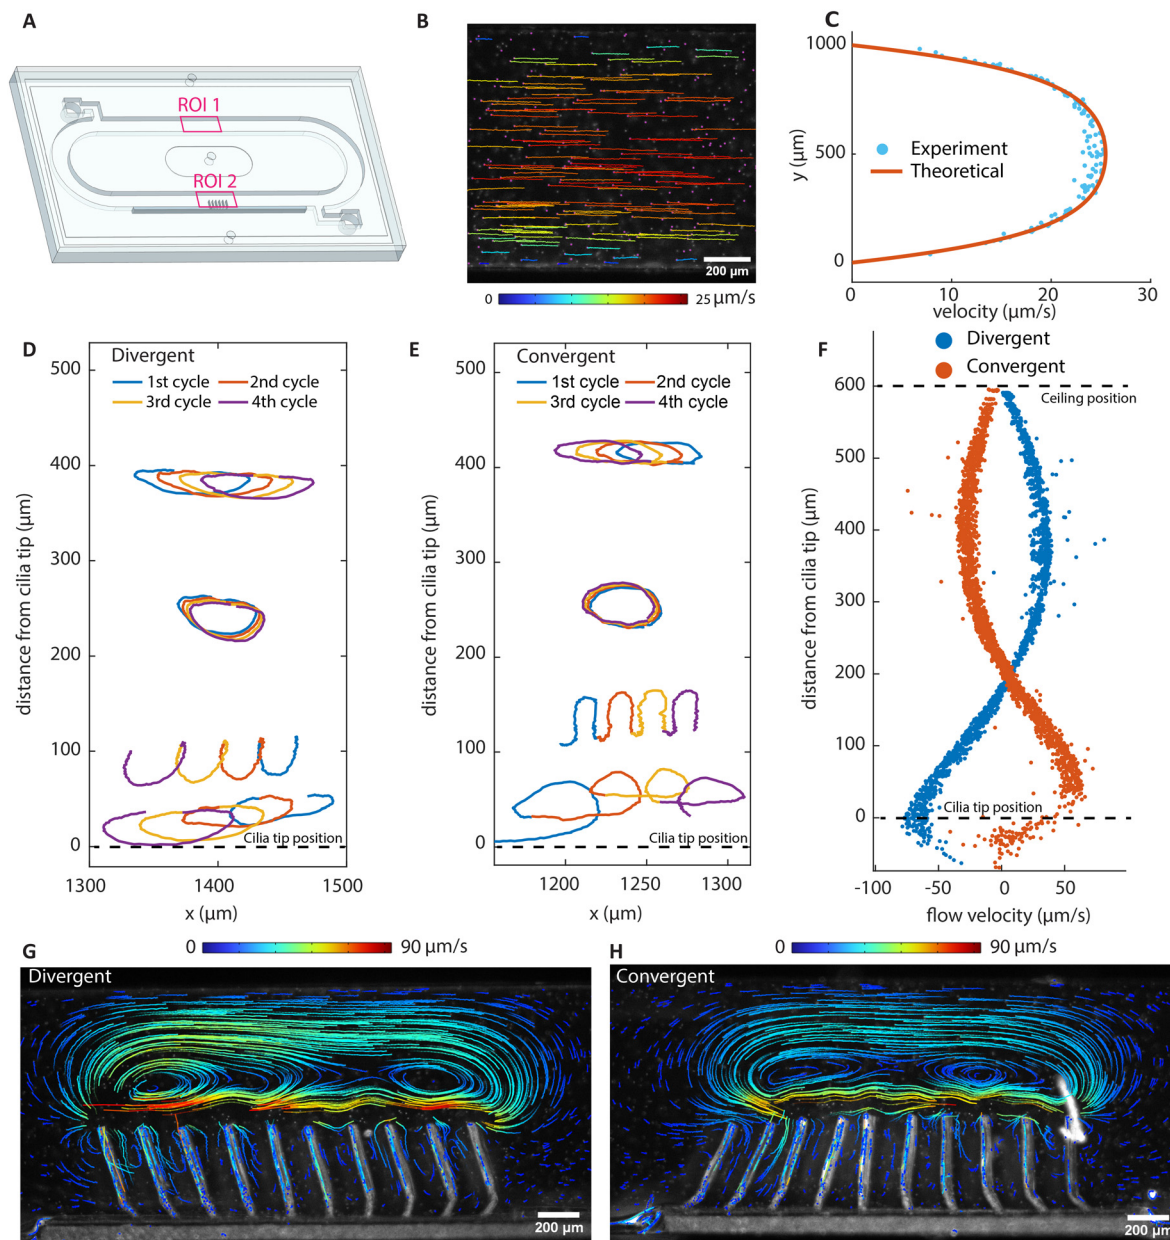 A
ROI 1
ROI 2
B
200 µm
0
25 µm/s
C
1000
500
0
y (µm)
Experiment
Theoretical
0
10
20
30
velocity (µm/s)
D
Divergent
1st cycle
2nd cycle
3rd cycle
4th cycle
500
400
300
200
100
0
distance from cilia tip (µm)
Cilia tip position
1300
1400
1500
x (µm)
E
Convergent
1st cycle
2nd cycle
3rd cycle
4th cycle
500
400
300
200
100
0
distance from cilia tip (µm)
Cilia tip position
1200
1250
1310
x (µm)
F
Divergent
Convergent
600
500
400
300
200
100
0
distance from cilia tip (µm)
Ceiling position
Cilia tip position
-100
-50
0
50
flow velocity (µm/s)
G
0
90 µm/s
Divergent
200 µm
H
0
90 µm/s
Convergent
200 µm